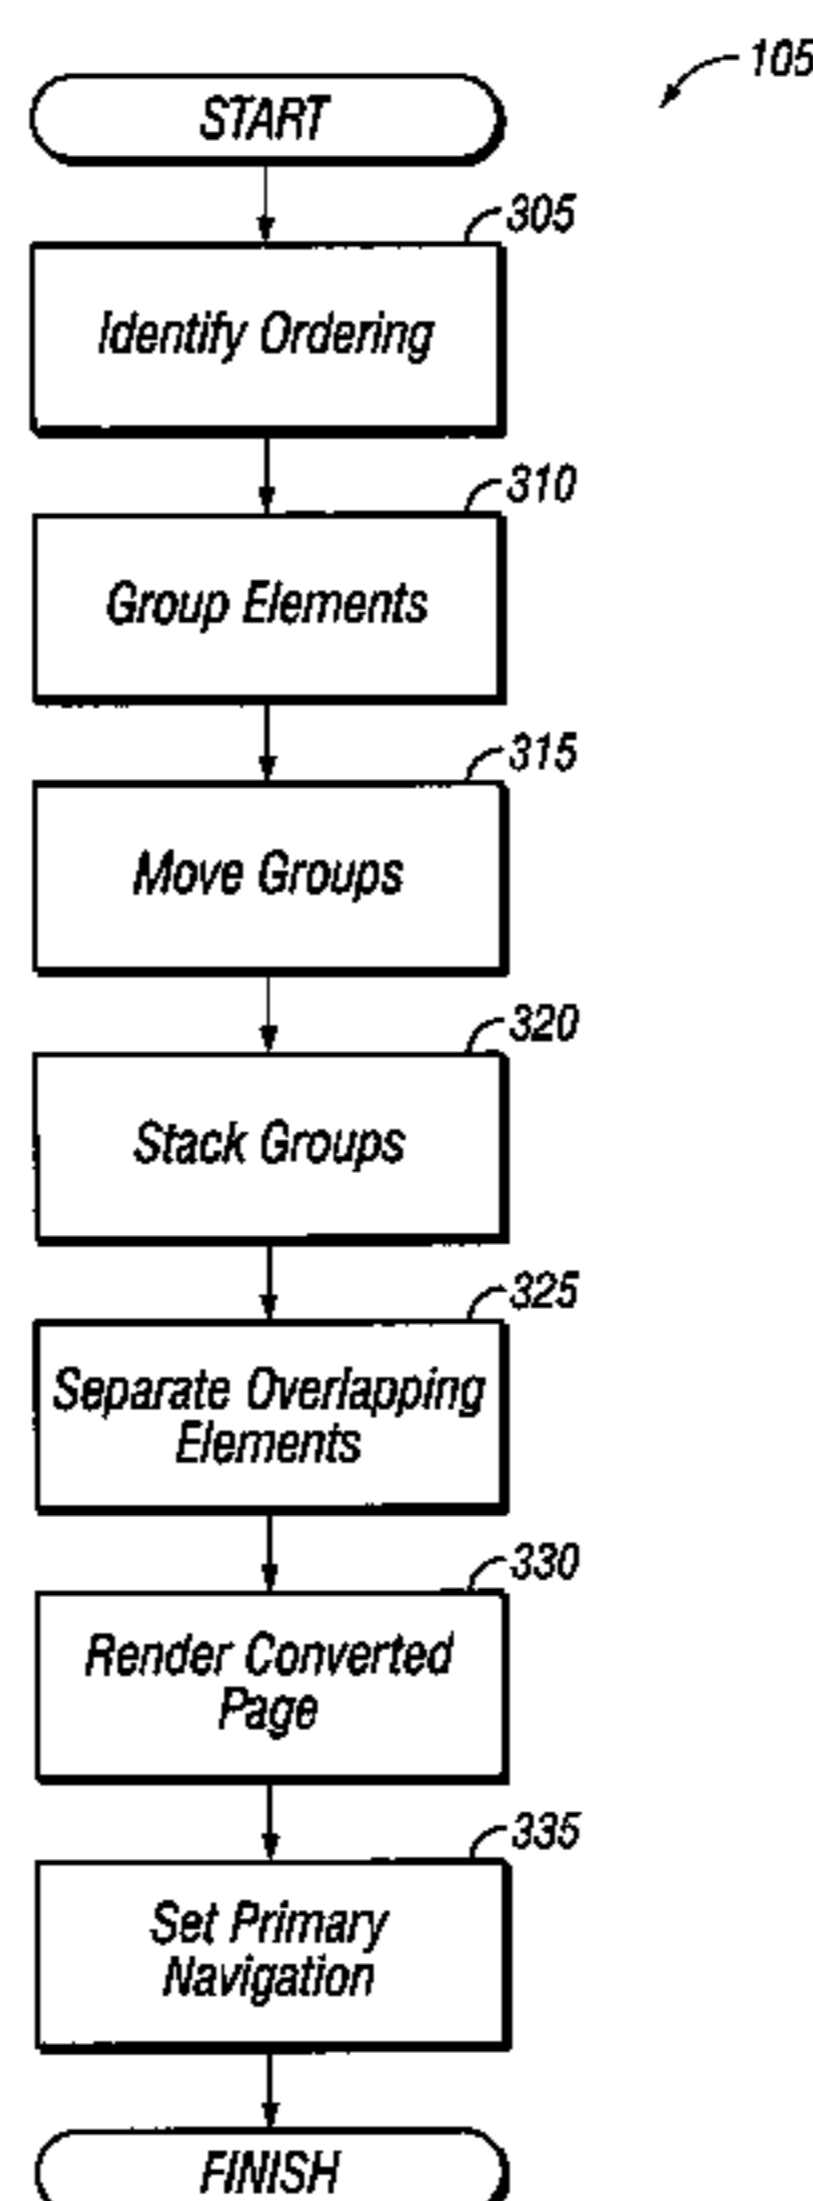 105
START
305
Identify Ordering
310
Group Elements
315
Move Groups
320
Stack Groups
325
Separate Overlapping
Elements
330
Render Converted
Page
335
Set Primary
Navigation
FINISH